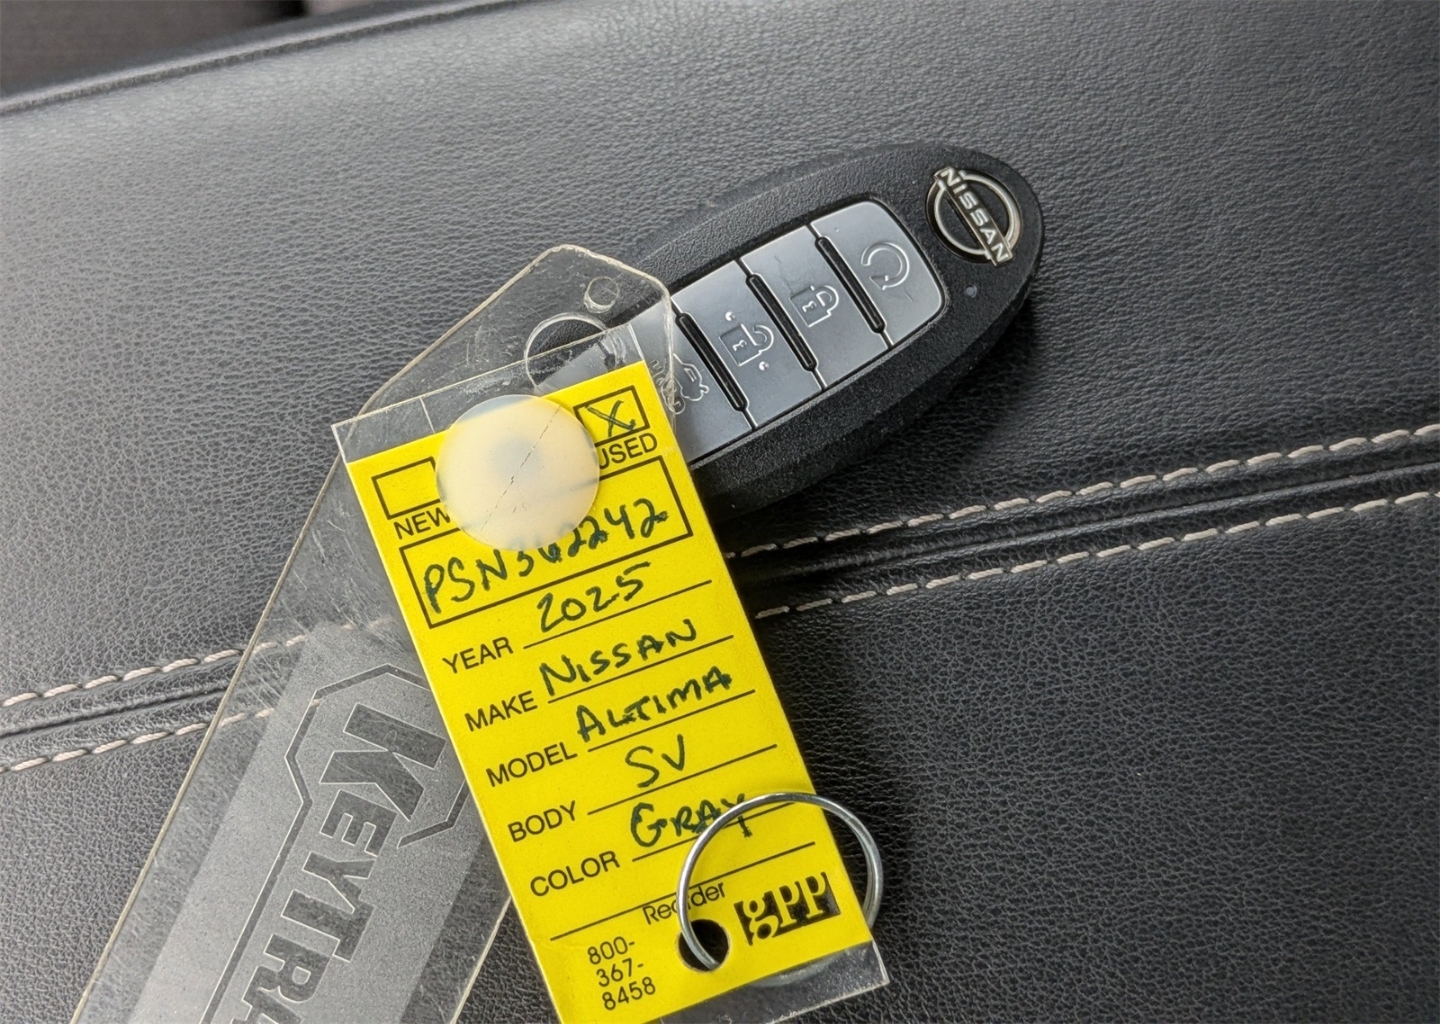 NISSAN
X
NEW USED
PSN362242
YEAR 2025
MAKE NISSAN
MODEL ALTIMA
BODY SV
COLOR GRAY
Reorder
800-
367-
8458
gpp
KEYTRA